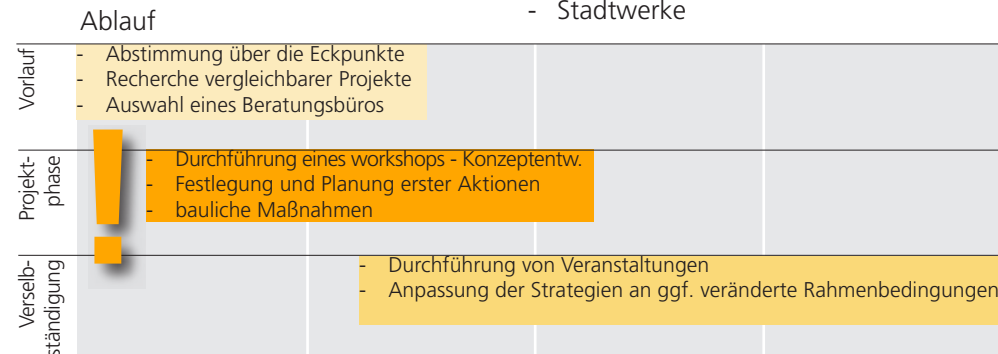 - Stadtwerke
Ablauf
Vorlauf
- Abstimmung über die Eckpunkte
- Recherche vergleichbarer Projekte
- Auswahl eines Beratungsbüros
Projekt-
phase
- Durchführung eines workshops - Konzeptentw.
- Festlegung und Planung erster Aktionen
- bauliche Maßnahmen
!
Verselb-
ständigung
- Durchführung von Veranstaltungen
- Anpassung der Strategien an ggf. veränderte Rahmenbedingungen